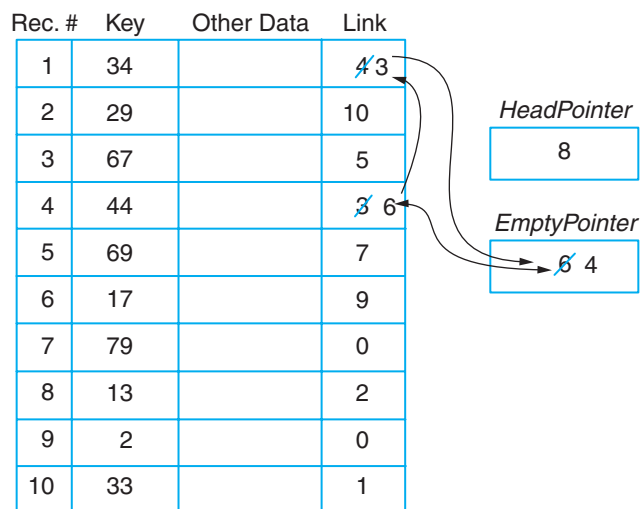 Rec. # Key Other Data Link
1 34 4 3
2 29 10
HeadPointer
3 67 5
8
4 44 3 6
EmptyPointer
5 69 7
6 4
6 17 9
7 79 0
8 13 2
9 2 0
10 33 1